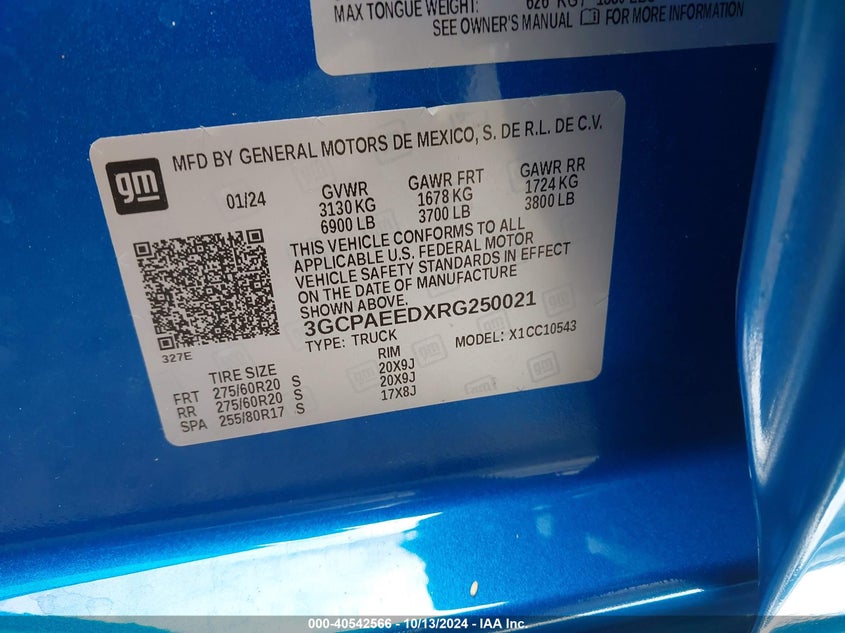 MAX TONGUE WEIGHT: 626 KG
SEE OWNER'S MANUAL FOR MORE INFORMATION
gm
MFD BY GENERAL MOTORS DE MEXICO, S. DE R.L. DE C.V.
01/24 GVWR GAWR FRT GAWR RR
3130 KG 1678 KG 1724 KG
6900 LB 3700 LB 3800 LB
THIS VEHICLE CONFORMS TO ALL
APPLICABLE U.S. FEDERAL MOTOR
VEHICLE SAFETY STANDARDS IN EFFECT
ON THE DATE OF MANUFACTURE
SHOWN ABOVE.
3GCPAEEDXRG250021
327E
TYPE: TRUCK MODEL: X1CC10543
TIRE SIZE RIM
FRT 275/60R20 S 20X9J
RR 275/60R20 S 20X9J
SPA 255/80R17 S 17X8J
000-40542566 - 10/13/2024 - IAA Inc.